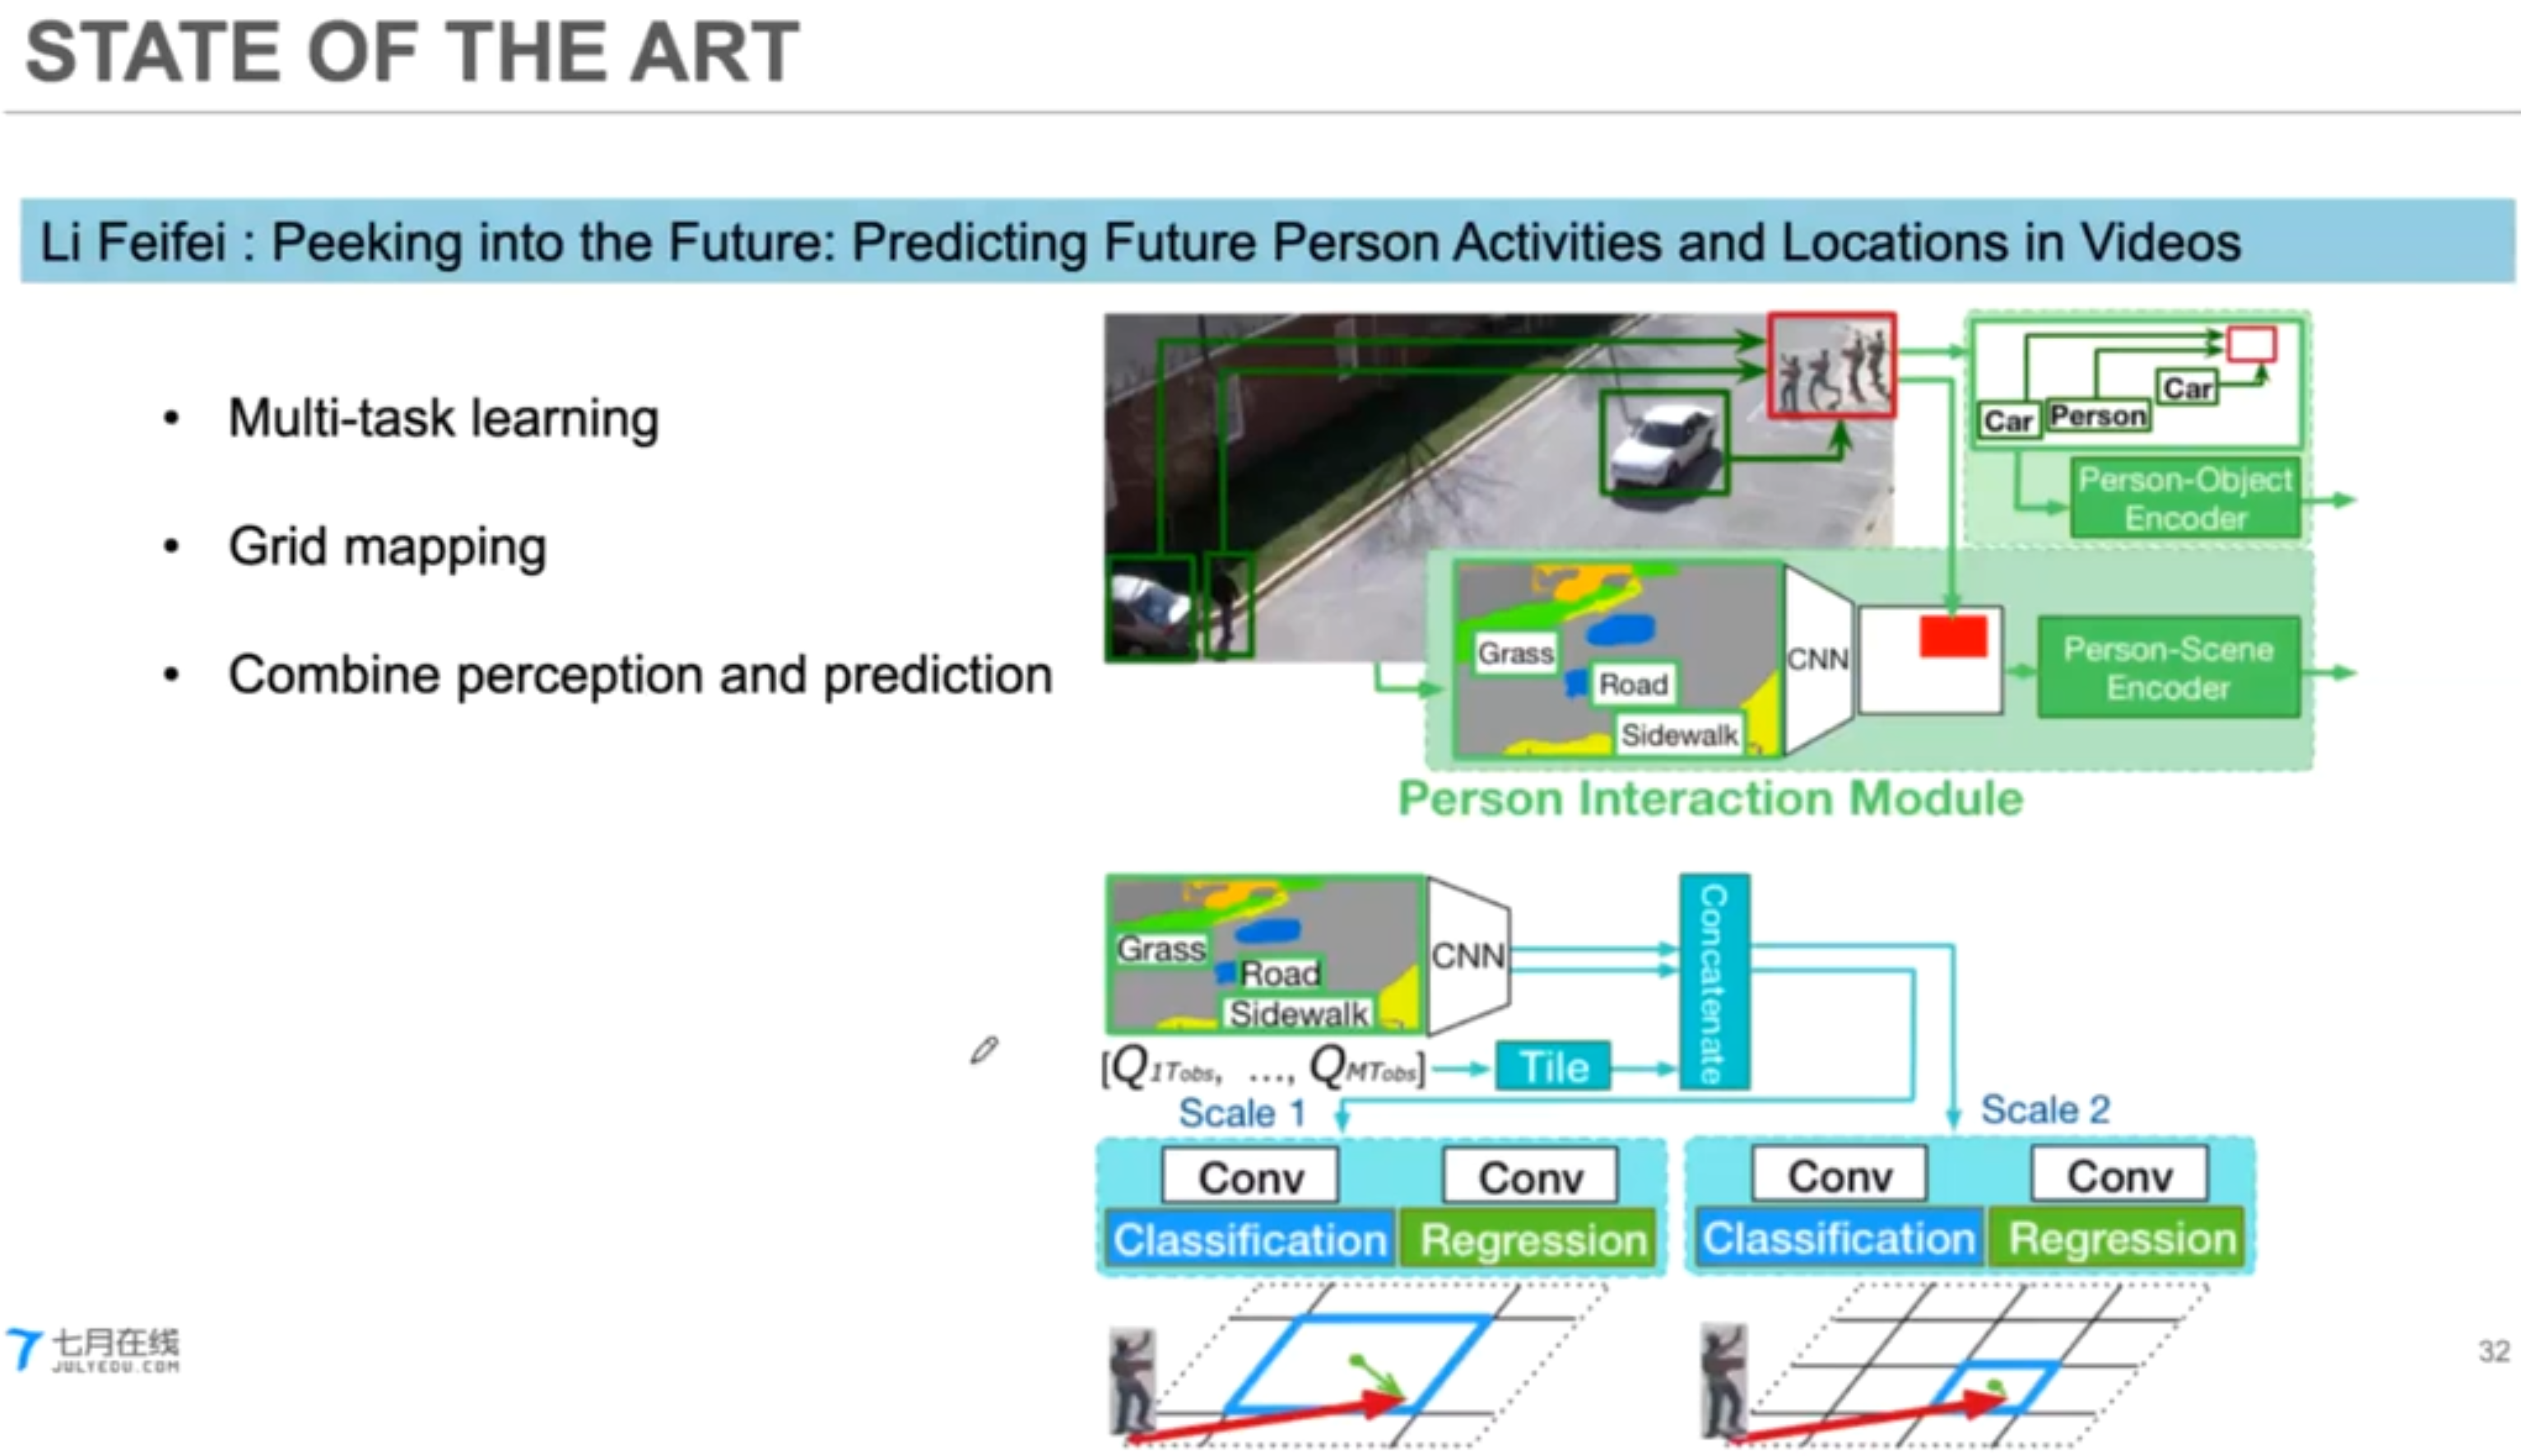 STATE OF THE ART
Li Feifei : Peeking into the Future: Predicting Future Person Activities and Locations in Videos
• Multi-task learning
• Grid mapping
• Combine perception and prediction
Car
Person
Car
Person-Object
Encoder
Grass
Road
Sidewalk
CNN
Person-Scene
Encoder
Person Interaction Module
Grass
Road
Sidewalk
CNN
Concatenate
[Q1Tobs, ..., QMTobs]
Tile
Scale 1
Scale 2
Conv
Conv
Classification
Regression
Conv
Conv
Classification
Regression
七月在线
JULYEDU.COM
32